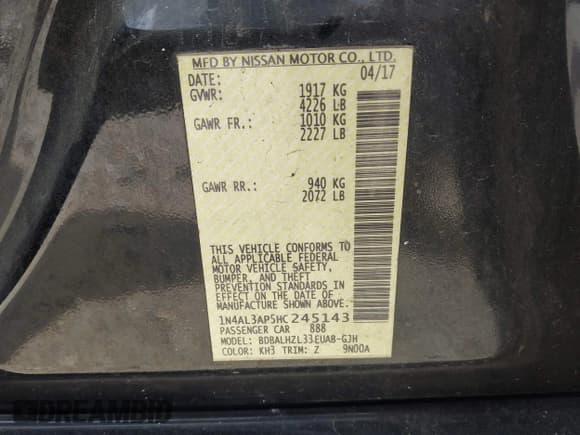 MFD BY NISSAN MOTOR CO., LTD.
DATE: 04/17
GVWR: 1917 KG
4226 LB
GAWR FR.: 1010 KG
2227 LB
GAWR RR.: 940 KG
2072 LB
THIS VEHICLE CONFORMS TO
ALL APPLICABLE FEDERAL
MOTOR VEHICLE SAFETY,
BUMPER, AND THEFT
PREVENTION STANDARDS IN
EFFECT ON THE DATE OF
MANUFACTURE SHOWN ABOVE.
1N4AL3AP5HC245143
PASSENGER CAR 888
MODEL: BDBALHZL33EUAB-GJH
COLOR: KH3 TRIM: Z 9N00A
DREAMBID